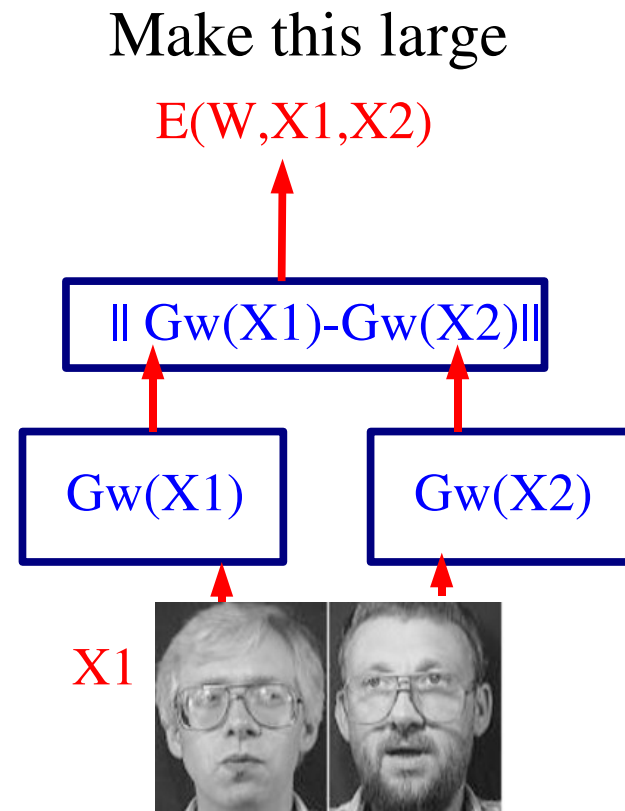 Make this large
E(W,X1,X2)
|| Gw(X1)-Gw(X2)||
Gw(X1)
Gw(X2)
X1